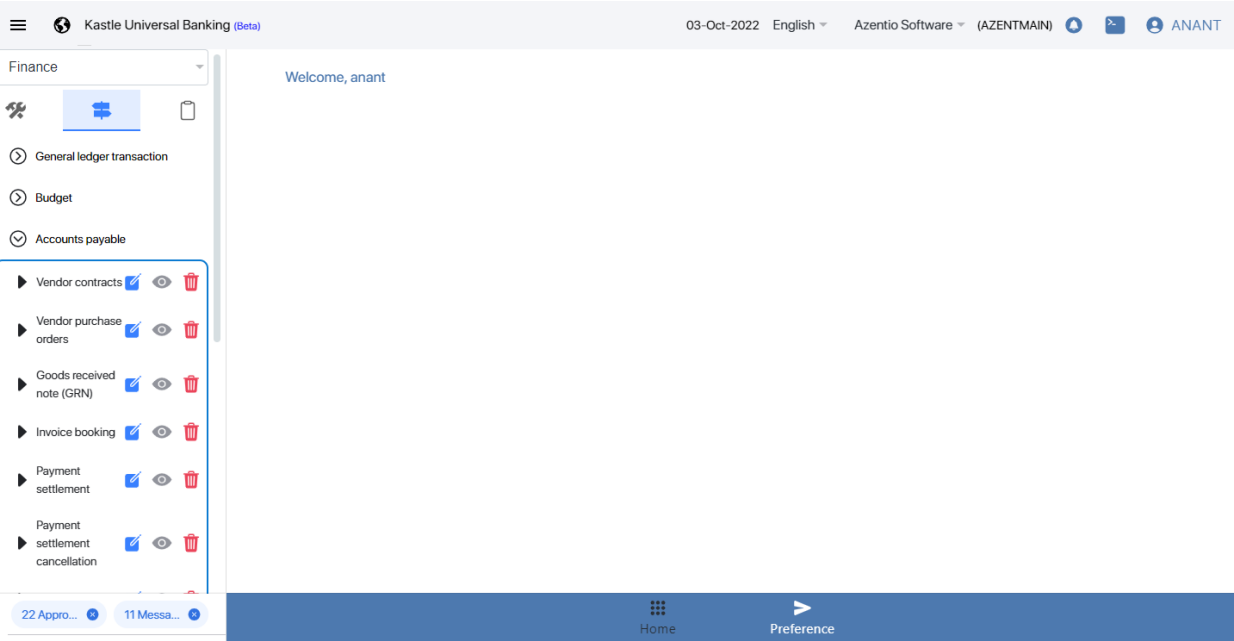 Kastle Universal Banking (Beta)
03-Oct-2022 English Azentio Software (AZENTMAIN) ANANT
Finance
Welcome, anant
General ledger transaction
Budget
Accounts payable
Vendor contracts
Vendor purchase
orders
Goods received
note (GRN)
Invoice booking
Payment
settlement
Payment
settlement
cancellation
22 Appro...
11 Messa...
Home
Preference